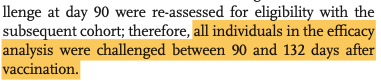 llenge at day 90 were re-assessed for eligibility with the
subsequent cohort; therefore, all individuals in the efficacy
analysis were challenged between 90 and 132 days after
vaccination.